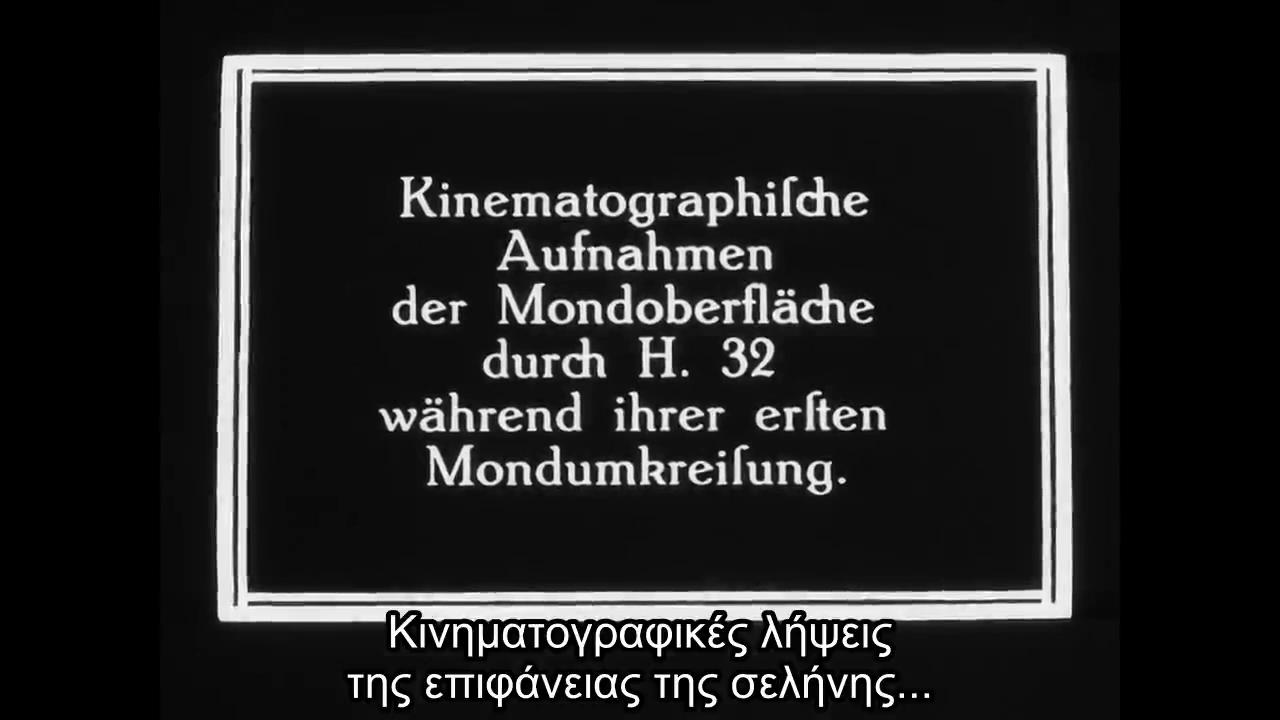 Kinematographiſche
Aufnahmen
der Mondoberfläche
durch H. 32
während ihrer erſten
Mondumkreiſung.
Κινηματογραφικές λήψεις
της επιφάνειας της σελήνης...